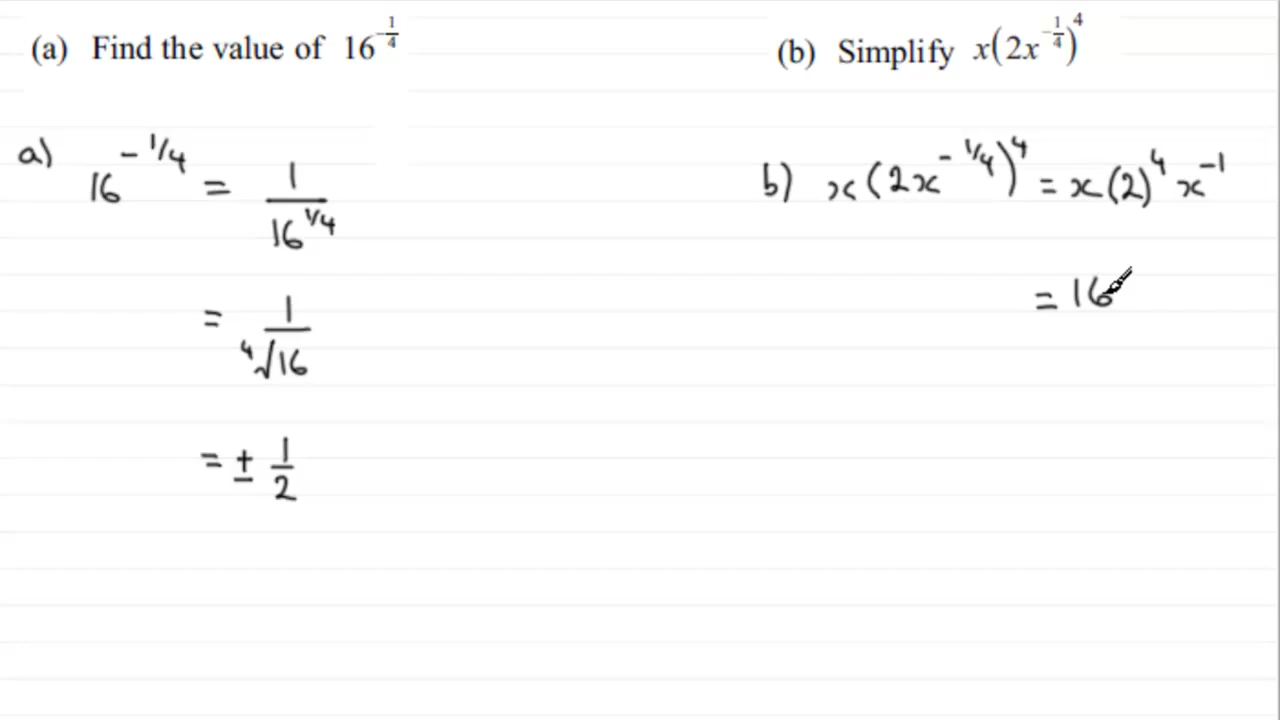 (a) Find the value of 16^{-1/4}
a) 16^{-1/4} = 1/16^{1/4}
= 1/⁴√16
= ± 1/2
(b) Simplify x(2x^{-1/4})^4
b) x(2x^{-1/4})^4 = x(2)^4 x^{-1}
= 16